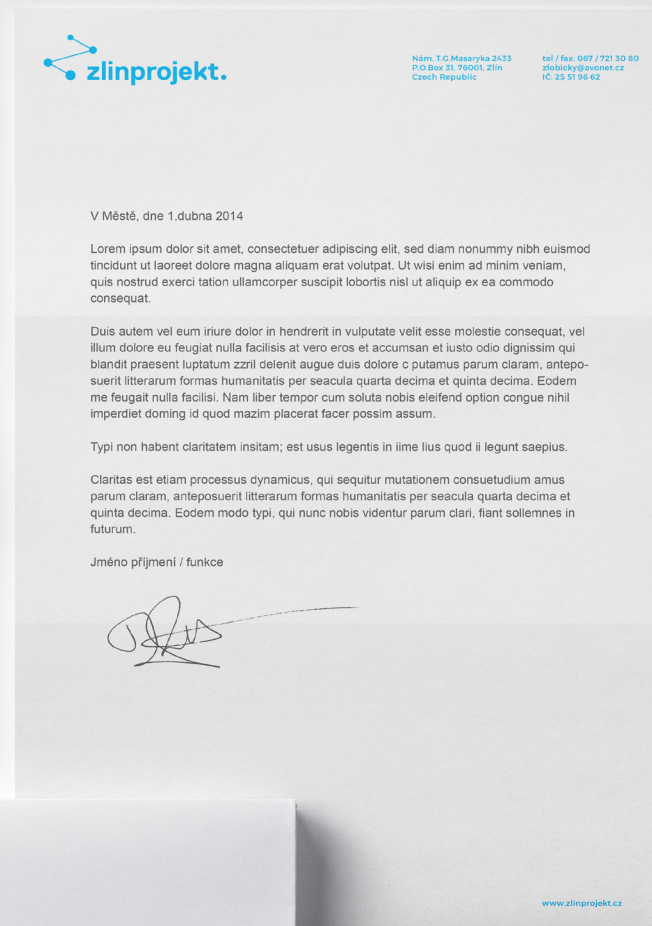 zlinprojekt.
Nám. T.G.Masaryka 2433
P.O.Box 31, 76001, Zlín
Czech Republic
tel / fax: 067 / 721 30 80
zlobicky@avonet.cz
IČ: 25 51 96 62
V Městě, dne 1.dubna 2014
Lorem ipsum dolor sit amet, consectetuer adipiscing elit, sed diam nonummy nibh euismod
tincidunt ut laoreet dolore magna aliquam erat volutpat. Ut wisi enim ad minim veniam,
quis nostrud exerci tation ullamcorper suscipit lobortis nisl ut aliquip ex ea commodo
consequat.
Duis autem vel eum iriure dolor in hendrerit in vulputate velit esse molestie consequat, vel
illum dolore eu feugiat nulla facilisis at vero eros et accumsan et iusto odio dignissim qui
blandit praesent luptatum zzril delenit augue duis dolore c putamus parum claram, antepo-
suerit litterarum formas humanitatis per seacula quarta decima et quinta decima. Eodem
me feugait nulla facilisi. Nam liber tempor cum soluta nobis eleifend option congue nihil
imperdiet doming id quod mazim placerat facer possim assum.
Typi non habent claritatem insitam; est usus legentis in iime lius quod ii legunt saepius.
Claritas est etiam processus dynamicus, qui sequitur mutationem consuetudium amus
parum claram, anteposuerit litterarum formas humanitatis per seacula quarta decima et
quinta decima. Eodem modo typi, qui nunc nobis videntur parum clari, fiant sollemnes in
futurum.
Jméno příjmení / funkce
www.zlinprojekt.cz